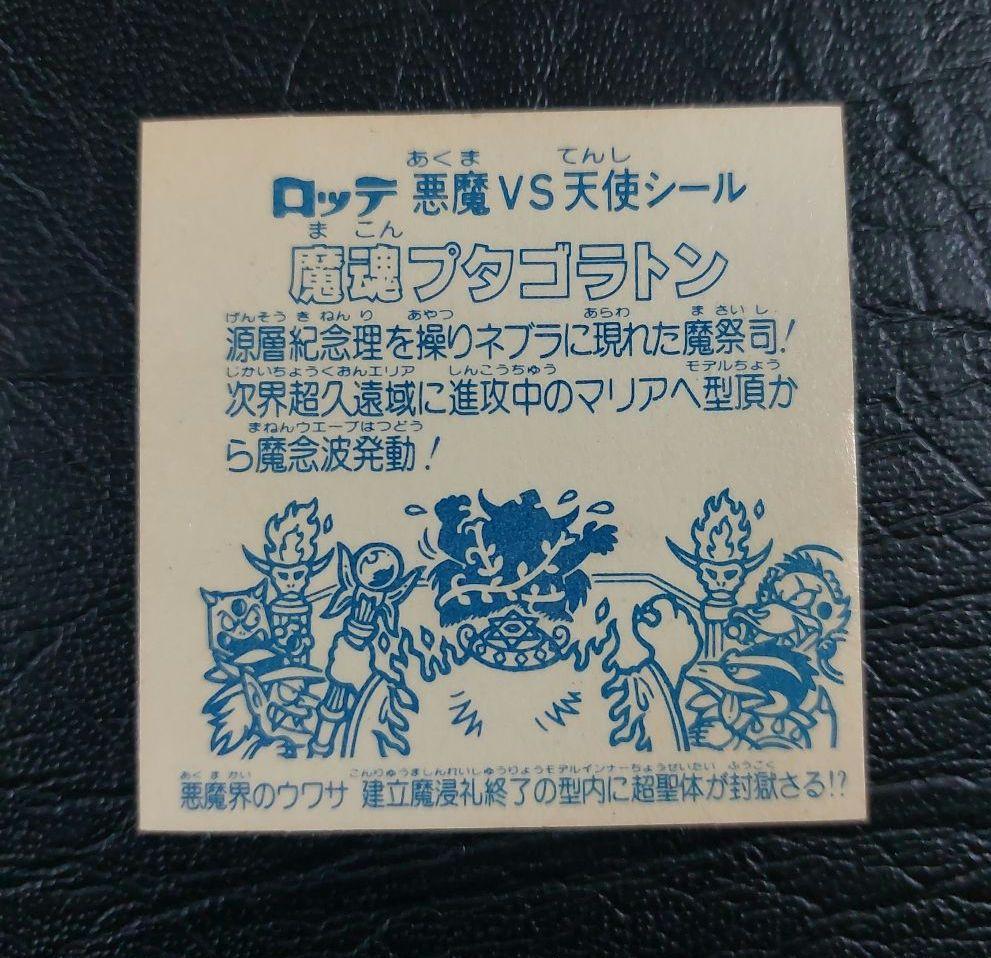 あくま てんし
ロッテ 悪魔VS天使シール
ま こん
魔魂プタゴラトン
げんそう き ねん り あやつ あらわ ま さい し
源層紀念理を操りネブラに現れた魔祭司!
じかいちょうくおんエリア しんこうちゅう モデルちょう
次界超久遠域に進攻中のマリアへ型頂か
まねんウエーブはつどう
ら魔念波発動!
あく ま かい こんりゅうましんれいしゅうりょうモデルインナーちょうせいたい ふうごく
悪魔界のウワサ 建立魔浸礼終了の型内に超聖体が封獄さる!?